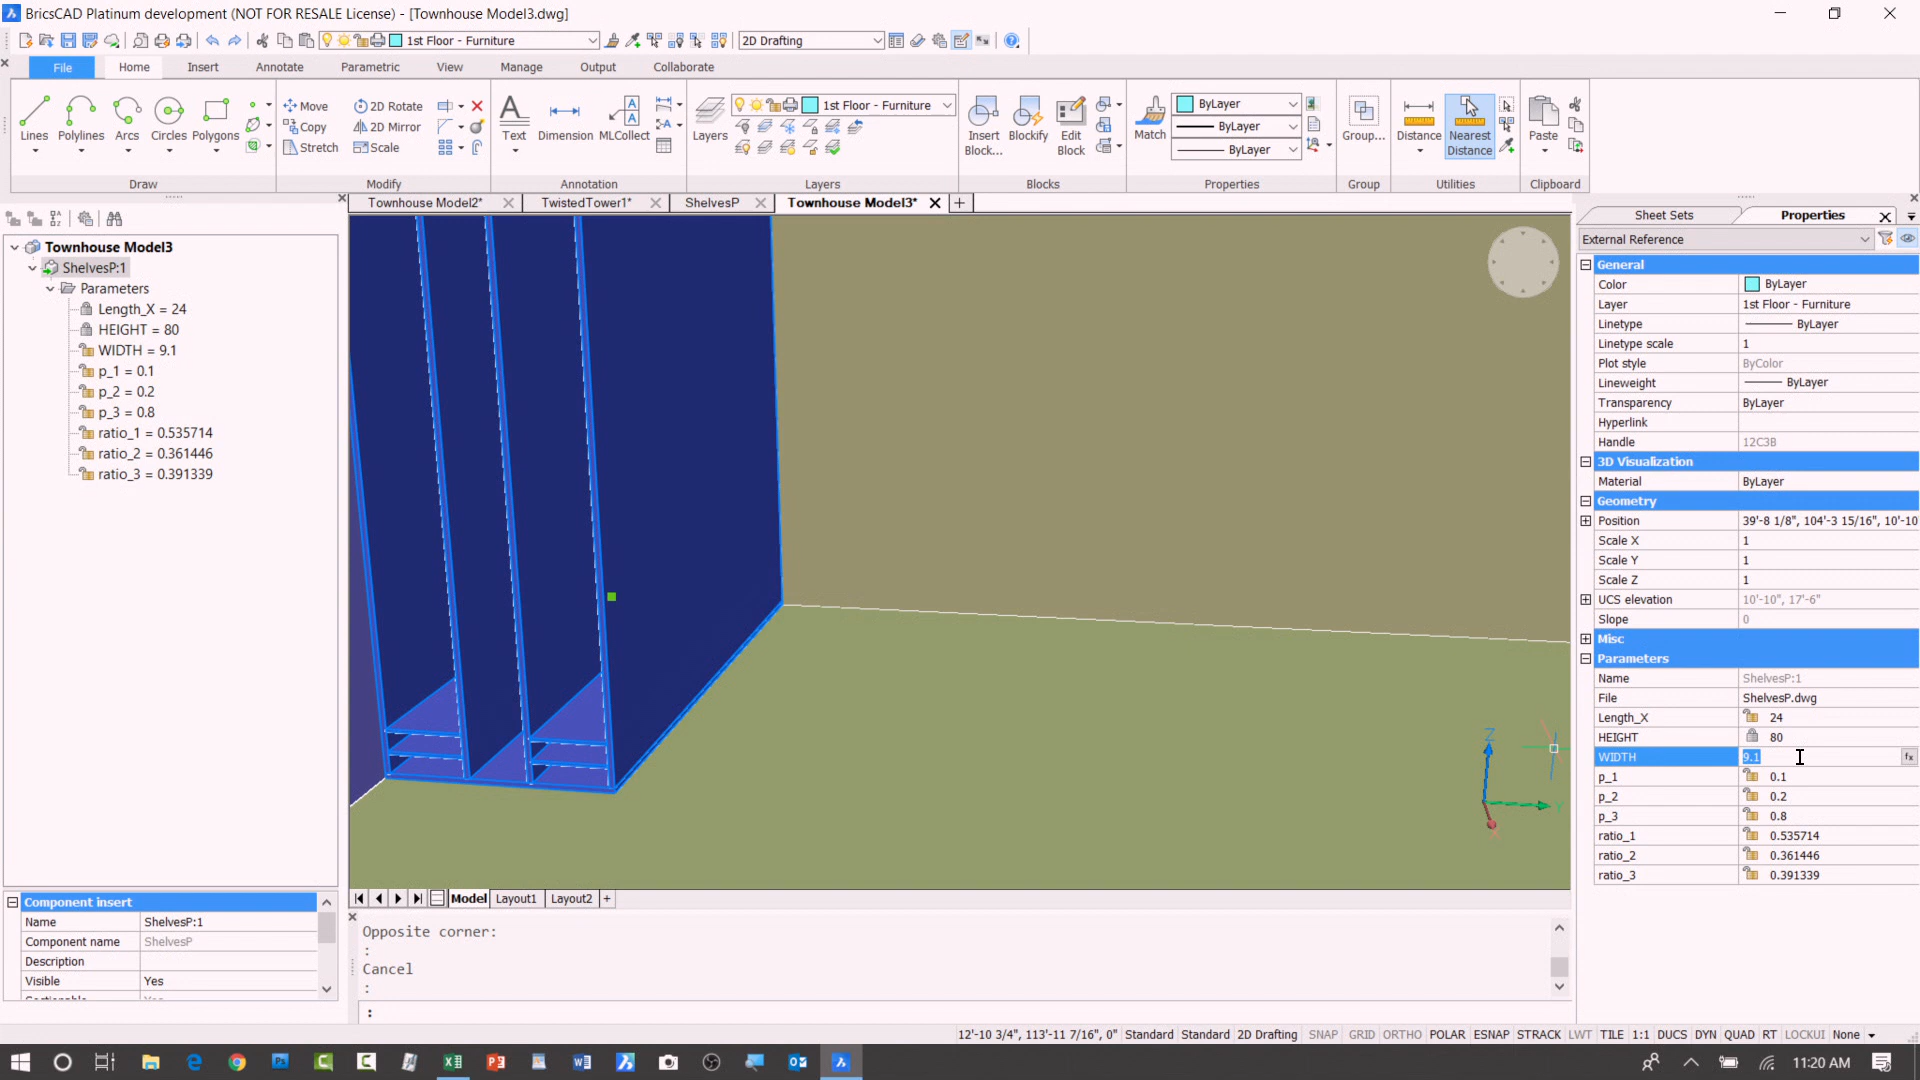 BricsCAD Platinum development (NOT FOR RESALE License) - [Townhouse Model3.dwg]
1st Floor - Furniture
2D Drafting
File Home Insert Annotate Parametric View Manage Output Collaborate
Lines Polylines Arcs Circles Polygons
Move 2D Rotate
Copy 2D Mirror
Stretch Scale
Text Dimension MLCollect
Layers
1st Floor - Furniture
Insert Block... Blockify Edit Block
Match
ByLayer
ByLayer
ByLayer
Group...
Distance Nearest Distance
Paste
Draw Modify Annotation Layers Blocks Properties Group Utilities Clipboard
Townhouse Model2* TwistedTower1* ShelvesP Townhouse Model3*
Townhouse Model3
ShelvesP:1
Parameters
Length_X = 24
HEIGHT = 80
WIDTH = 9.1
p_1 = 0.1
p_2 = 0.2
p_3 = 0.8
ratio_1 = 0.535714
ratio_2 = 0.361446
ratio_3 = 0.391339
Component insert
Name ShelvesP:1
Component name ShelvesP
Description
Visible Yes
Z
Model Layout1 Layout2
Opposite corner:
:
Cancel
:
:
Sheet Sets Properties
External Reference
General
Color ByLayer
Layer 1st Floor - Furniture
Linetype ByLayer
Linetype scale 1
Plot style ByColor
Lineweight ByLayer
Transparency ByLayer
Hyperlink
Handle 12C3B
3D Visualization
Material ByLayer
Geometry
Position 39'-8 1/8", 104'-3 15/16", 10'-10
Scale X 1
Scale Y 1
Scale Z 1
UCS elevation 10'-10", 17'-6"
Slope 0
Misc
Parameters
Name ShelvesP:1
File ShelvesP.dwg
Length_X 24
HEIGHT 80
WIDTH 9.1
p_1 0.1
p_2 0.2
p_3 0.8
ratio_1 0.535714
ratio_2 0.361446
ratio_3 0.391339
12'-10 3/4", 113'-11 7/16", 0" Standard Standard 2D Drafting SNAP GRID ORTHO POLAR ESNAP STRACK LWT TILE 1:1 DUCS DYN QUAD RT LOCKUI None
11:20 AM